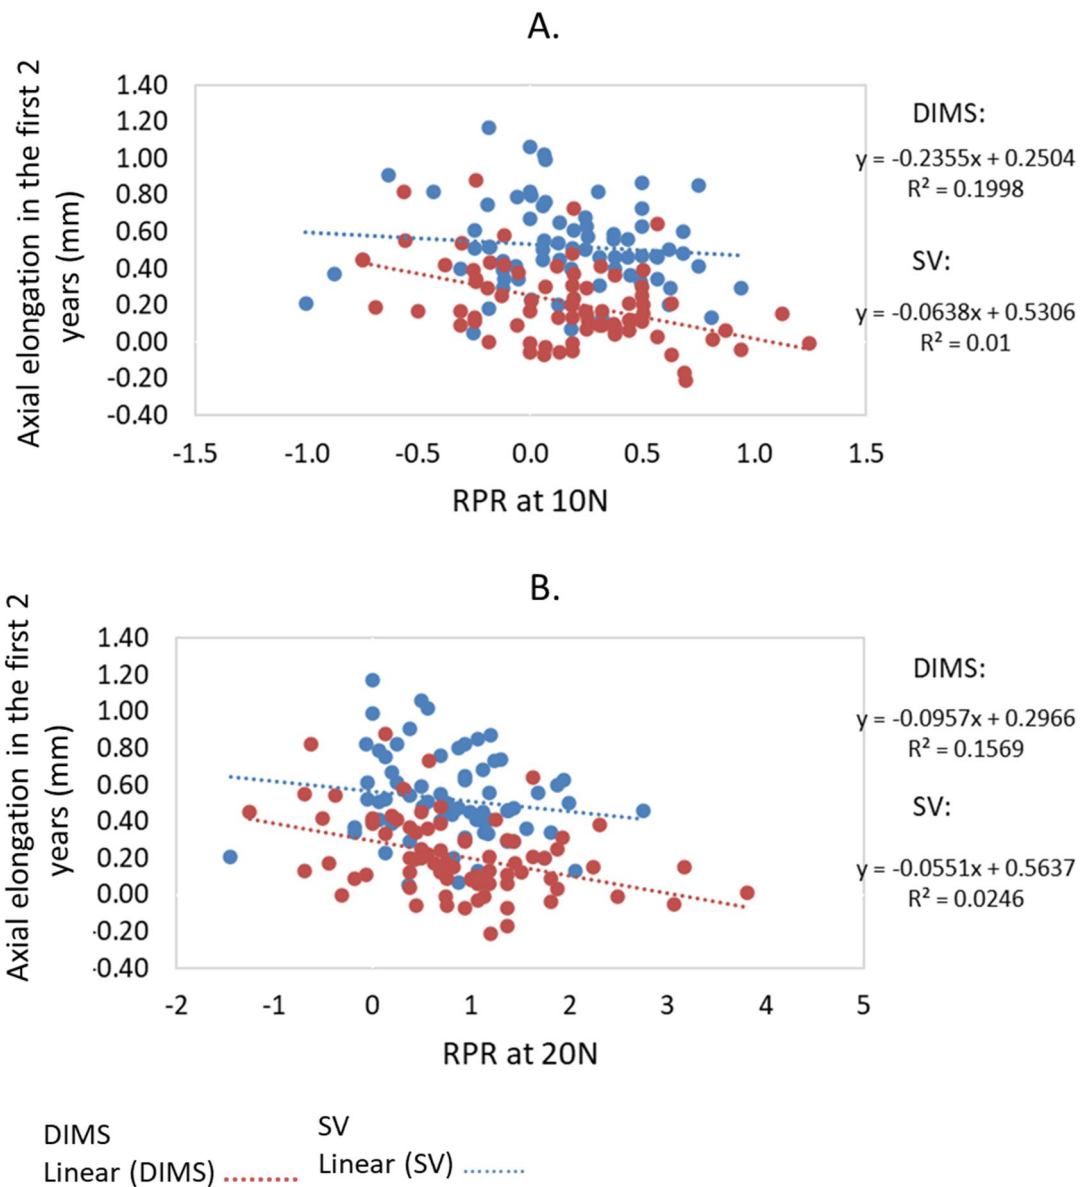 A.
Axial elongation in the first 2
years (mm)
1.40
1.20
1.00
0.80
0.60
0.40
0.20
0.00
-0.20
-0.40
-1.5 -1.0 -0.5 0.0 0.5 1.0 1.5
RPR at 10N
DIMS:
y = -0.2355x + 0.2504
R² = 0.1998
SV:
y = -0.0638x + 0.5306
R² = 0.01
B.
Axial elongation in the first 2
years (mm)
1.40
1.20
1.00
0.80
0.60
0.40
0.20
0.00
-0.20
-0.40
-2 -1 0 1 2 3 4 5
RPR at 20N
DIMS:
y = -0.0957x + 0.2966
R² = 0.1569
SV:
y = -0.0551x + 0.5637
R² = 0.0246
DIMS
Linear (DIMS)
SV
Linear (SV)